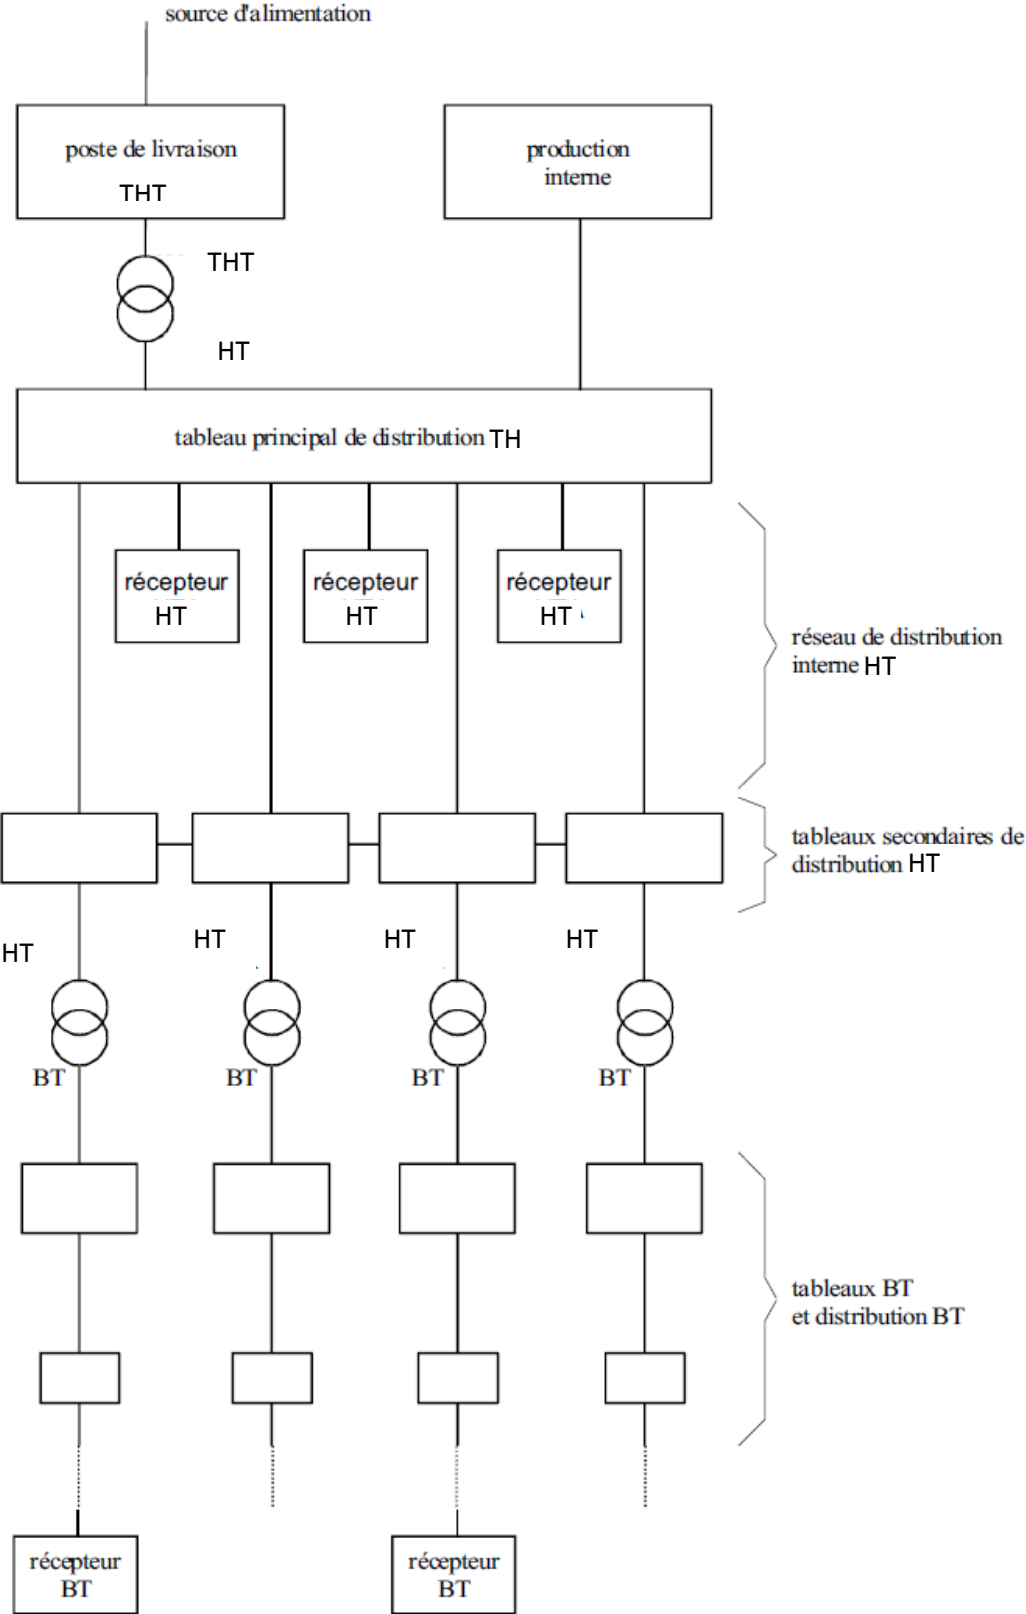 source d'alimentation
poste de livraison
THT
production
interne
THT
HT
tableau principal de distribution TH
récepteur
HT
récepteur
HT
récepteur
HT
réseau de distribution
interne HT
tableaux secondaires de
distribution HT
HT
HT
HT
HT
BT
BT
BT
BT
tableaux BT
et distribution BT
récepteur
BT
récepteur
BT